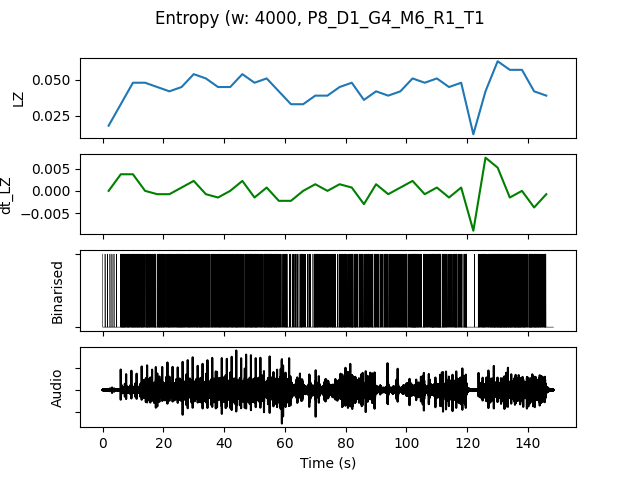 Entropy (w: 4000, P8_D1_G4_M6_R1_T1
0.050
0.025
LZ
0.005
0.000
−0.005
dt_LZ
Binarised
Audio
0 20 40 60 80 100 120 140
Time (s)